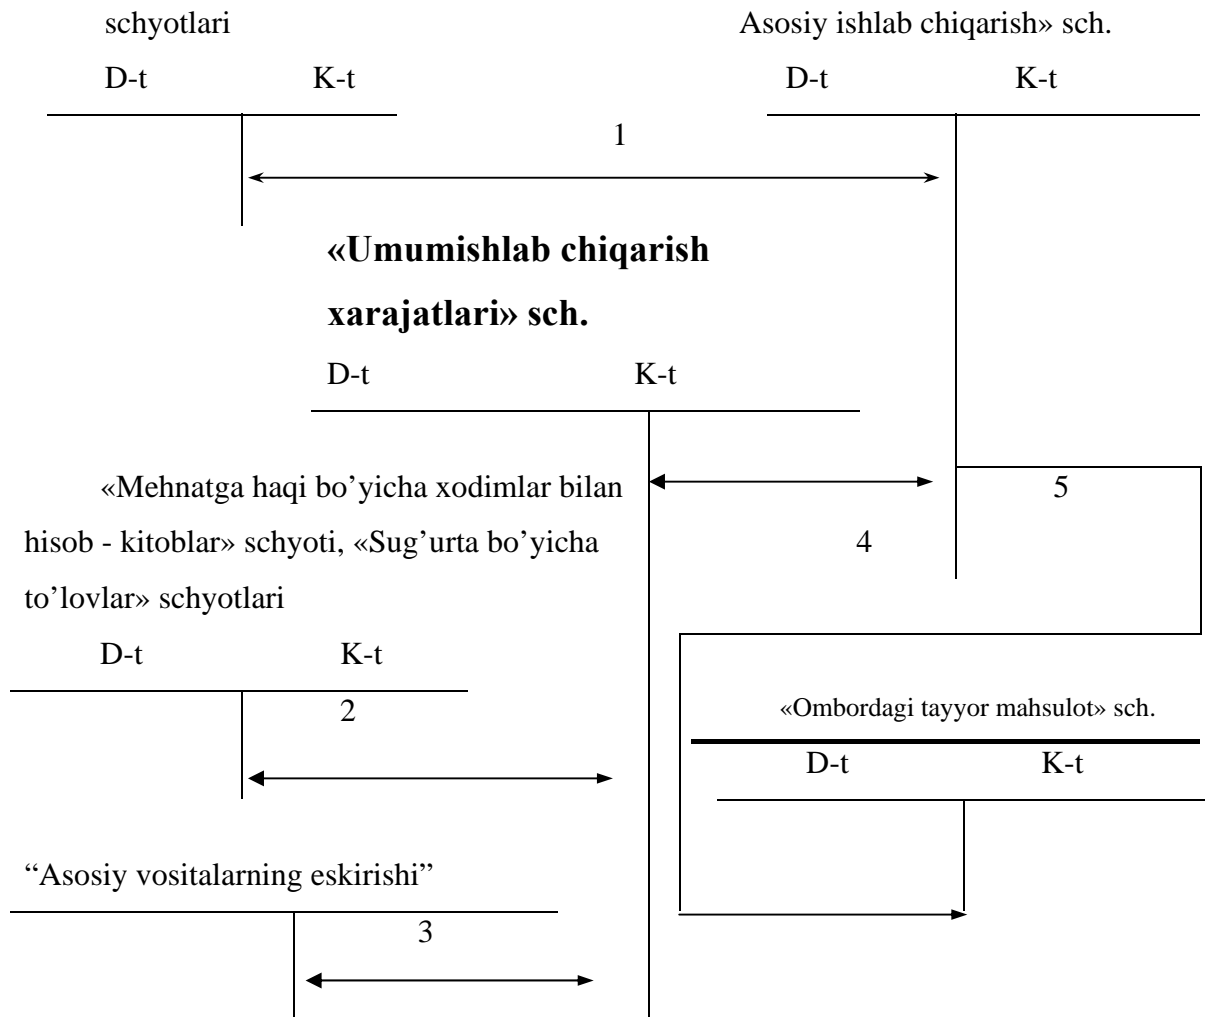 schyotlari Asosiy ishlab chiqarish» sch.
D-t K-t D-t K-t
1
«Umumishlab chiqarish
xarajatlari» sch.
D-t K-t
«Mehnatga haqi bo’yicha xodimlar bilan
hisob - kitoblar» schyoti, «Sug’urta bo’yicha
to’lovlar» schyotlari
5
4
D-t K-t
2
«Ombordagi tayyor mahsulot» sch.
D-t K-t
“Asosiy vositalarning eskirishi”
3